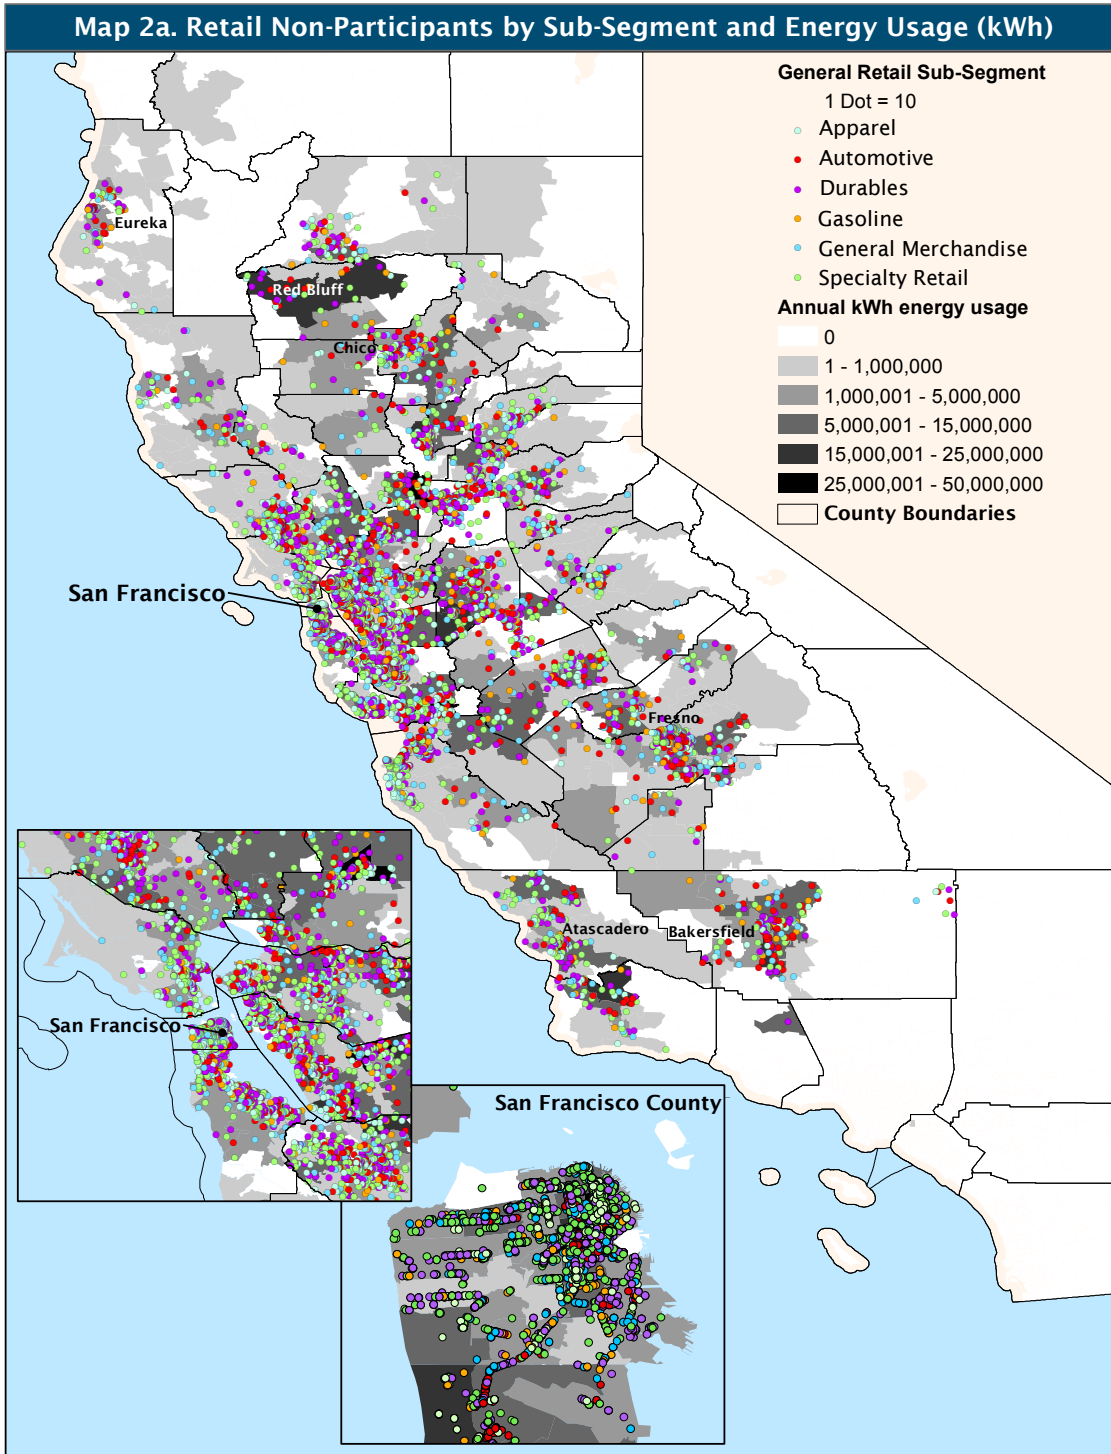 Map 2a. Retail Non-Participants by Sub-Segment and Energy Usage (kWh)
General Retail Sub-Segment
1 Dot = 10
Apparel
Automotive
Durables
Gasoline
General Merchandise
Specialty Retail
Annual kWh energy usage
0
1 - 1,000,000
1,000,001 - 5,000,000
5,000,001 - 15,000,000
15,000,001 - 25,000,000
25,000,001 - 50,000,000
County Boundaries
Eureka
Red Bluff
Chico
San Francisco
Fresno
Atascadero
Bakersfield
San Francisco
San Francisco County